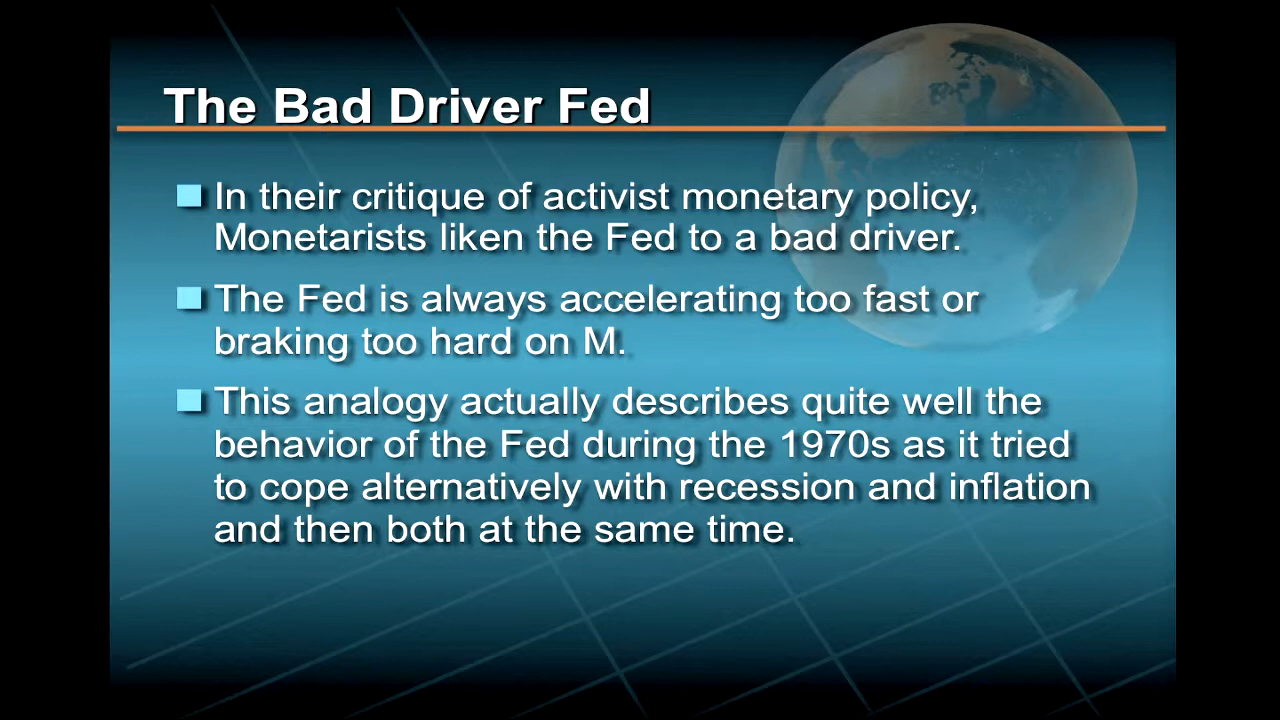 The Bad Driver Fed
In their critique of activist monetary policy,
Monetarists liken the Fed to a bad driver.
The Fed is always accelerating too fast or
braking too hard on M.
This analogy actually describes quite well the
behavior of the Fed during the 1970s as it tried
to cope alternatively with recession and inflation
and then both at the same time.